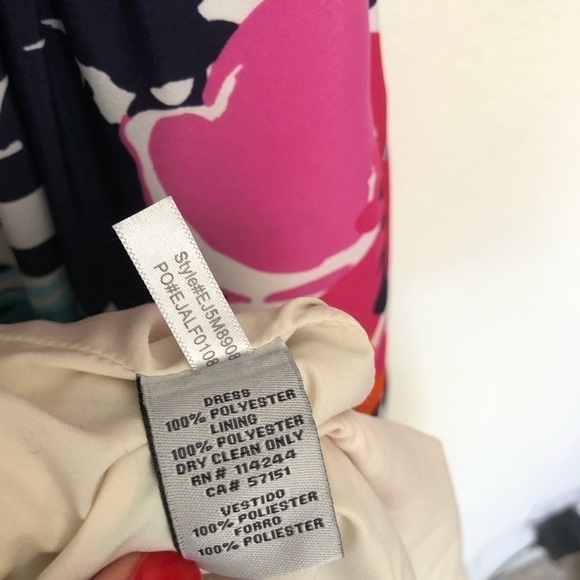 Style#EJ5M8908
PO#EJALF0108
DRESS
100% POLYESTER
LINING
100% POLYESTER
DRY CLEAN ONLY
RN# 114244
CA# 57151
VESTIDO
100% POLIESTER
FORRO
100% POLIESTER